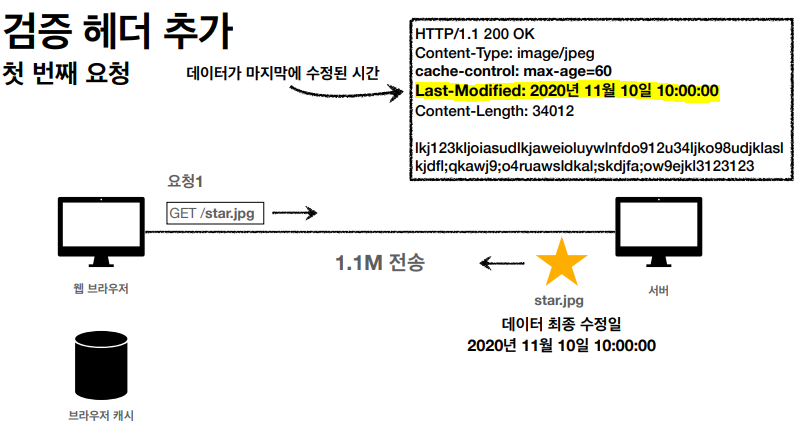 검증 헤더 추가
첫 번째 요청
데이터가 마지막에 수정된 시간
HTTP/1.1 200 OK
Content-Type: image/jpeg
cache-control: max-age=60
Last-Modified: 2020년 11월 10일 10:00:00
Content-Length: 34012
lkj123kljoiasudlkjaweioluywlnfdo912u34ljko98udjklasl
kjdfl;qkawj9;o4ruawsldkal;skdjfa;ow9ejkl3123123
요청1
GET /star.jpg
1.1M 전송
웹 브라우저
star.jpg
서버
데이터 최종 수정일
2020년 11월 10일 10:00:00
브라우저 캐시